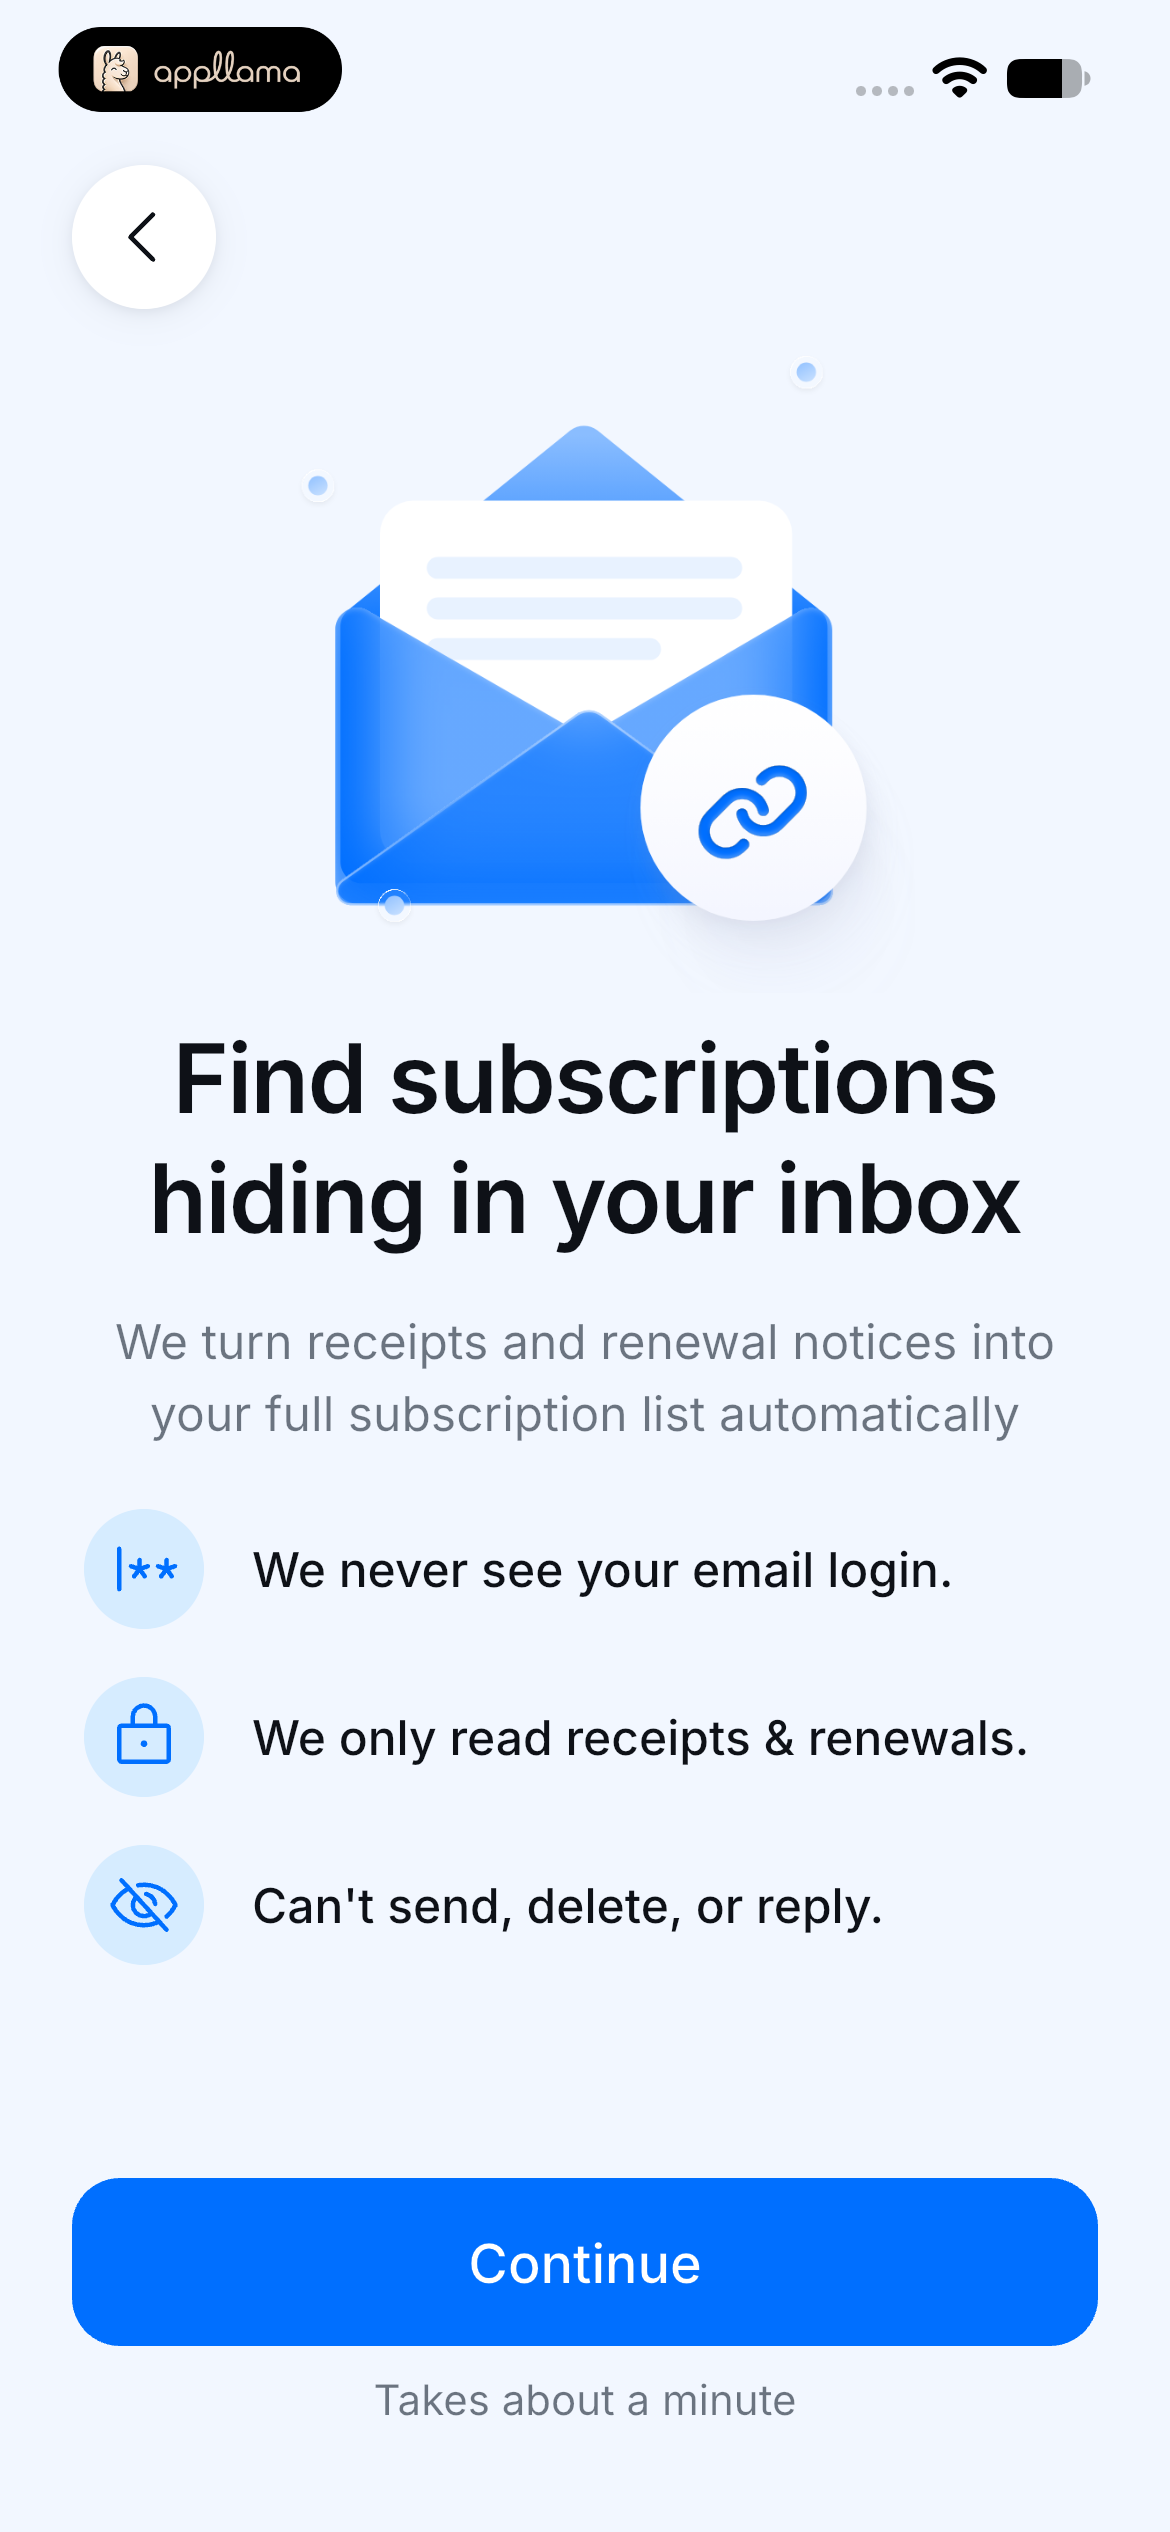 appllama
Find subscriptions
hiding in your inbox
We turn receipts and renewal notices into
your full subscription list automatically
We never see your email login.
We only read receipts & renewals.
Can't send, delete, or reply.
Continue
Takes about a minute